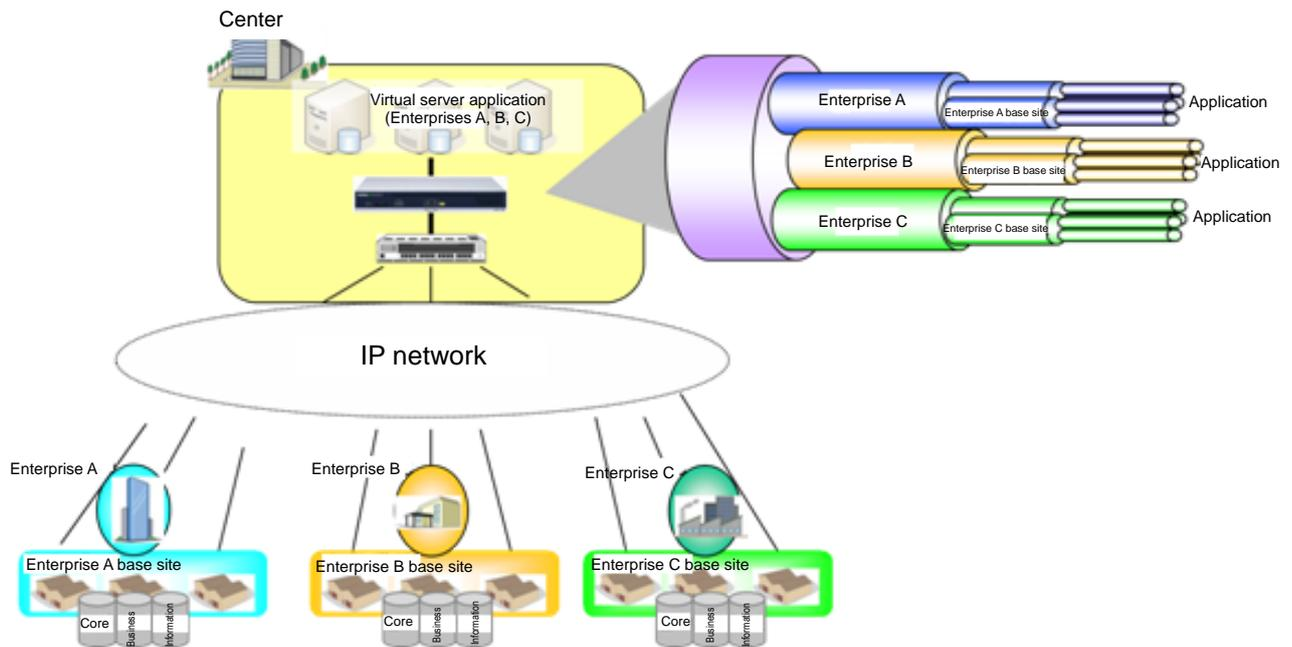 Center
Virtual server application
(Enterprises A, B, C)
Enterprise A
Enterprise A base site
Application
Enterprise B
Enterprise B base site
Application
Enterprise C
Enterprise C base site
Application
IP network
Enterprise A
Enterprise B
Enterprise C
Enterprise A base site
Enterprise B base site
Enterprise C base site
Core
Business
Information
Core
Business
Information
Core
Business
Information